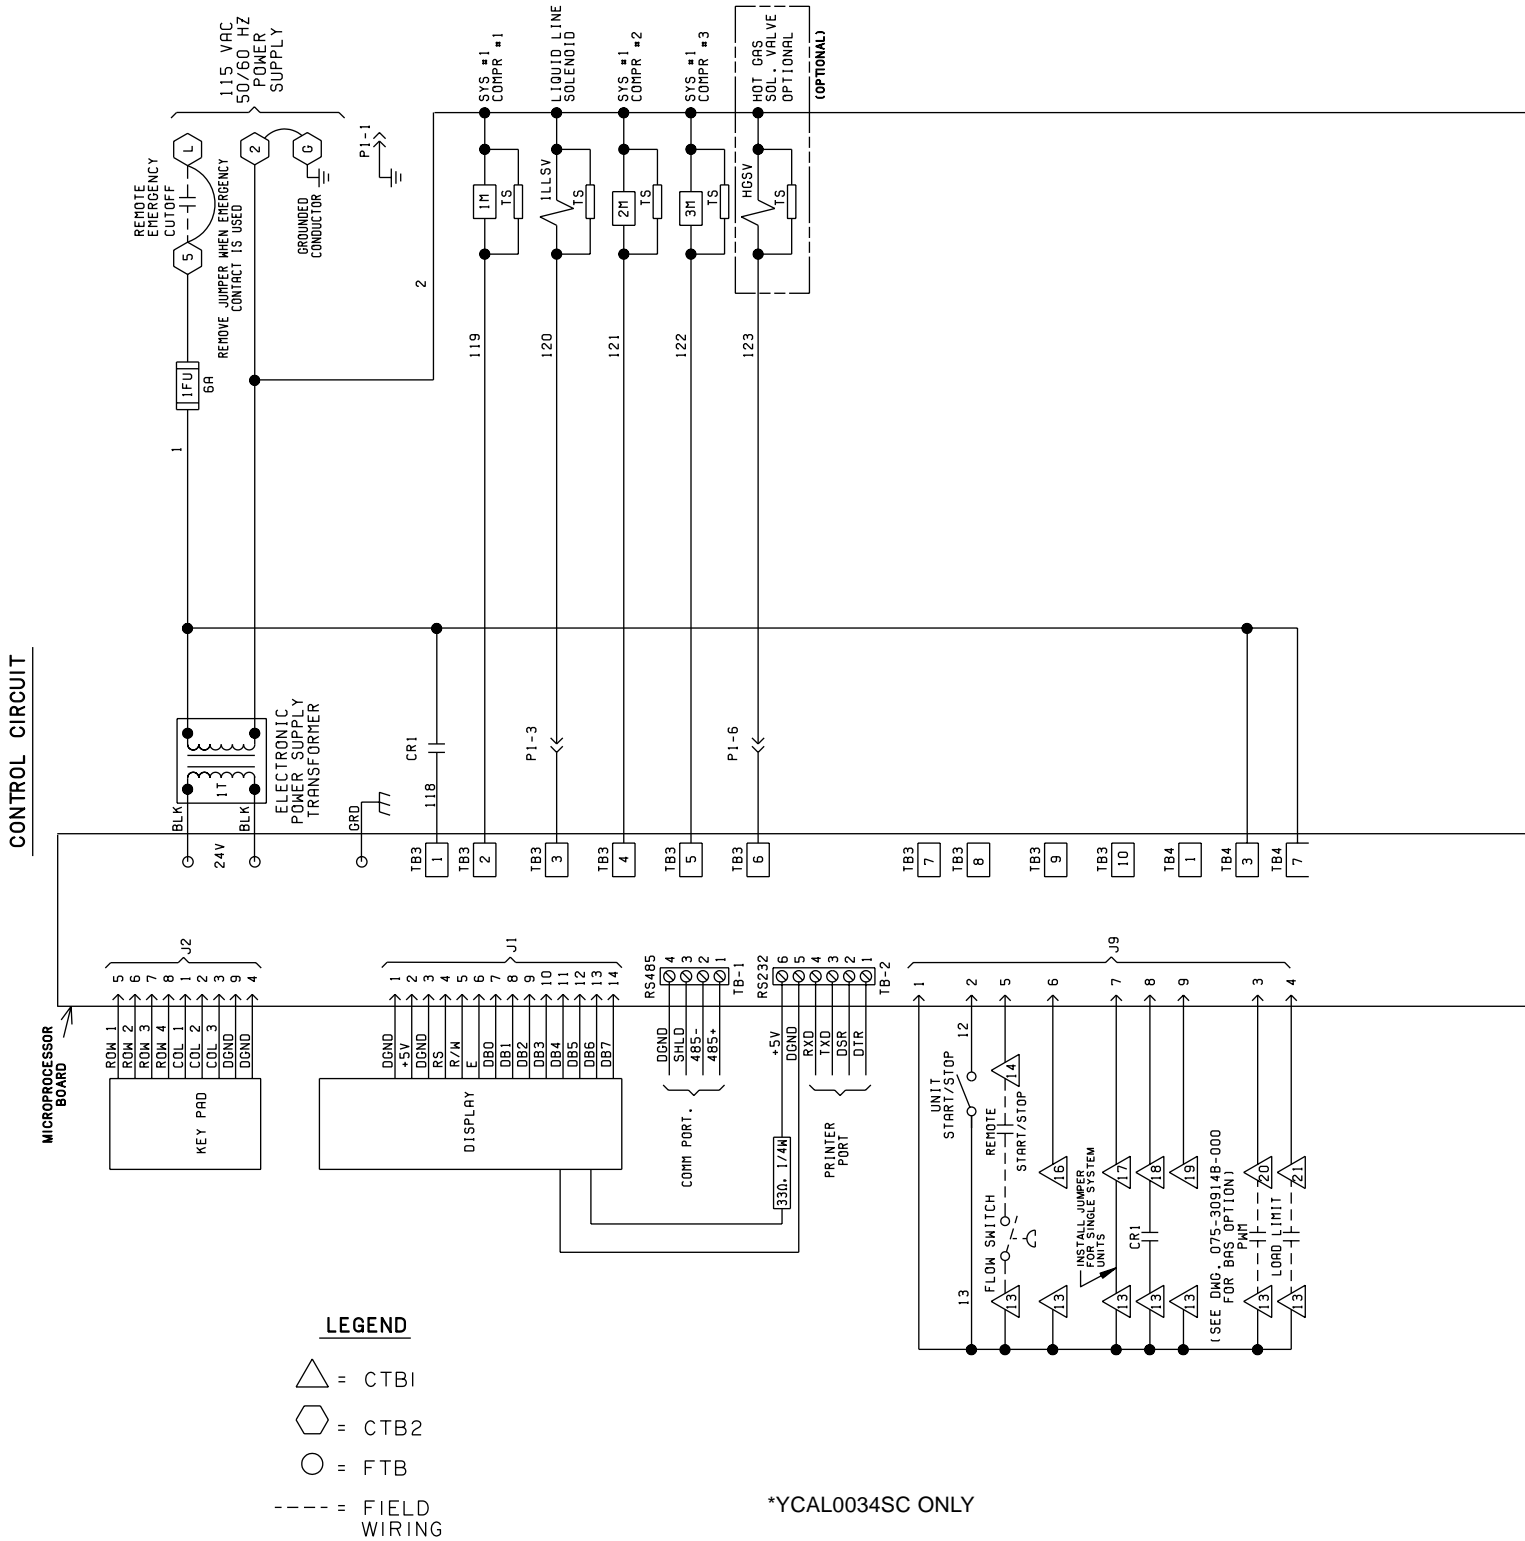 CONTROL CIRCUIT
115 VAC
50/60 HZ
POWER
SUPPLY
REMOTE
EMERGENCY
CUTOFF
L
5
2
G
REMOVE JUMPER WHEN EMERGENCY
CONTACT IS USED
GROUNDED
CONDUCTOR
P1-1
1FU
6A
1
2
SYS #1
COMPR #1
LIQUID LINE
SOLENOID
SYS #1
COMPR #2
SYS #1
COMPR #3
HOT GAS
SOL. VALVE
OPTIONAL
(OPTIONAL)
1M
TS
1LLSV
TS
2M
TS
3M
TS
HGSV
TS
119
120
121
122
123
1T
ELECTRONIC
POWER SUPPLY
TRANSFORMER
BLK
BLK
24V
GRD
CR1
118
P1-3
P1-6
TB3
1
TB3
2
TB3
3
TB3
4
TB3
5
TB3
6
TB3
7
TB3
8
TB3
9
TB3
10
TB4
1
TB4
3
TB4
7
MICROPROCESSOR
BOARD
J2
5
6
7
8
1
2
3
9
4
ROW 1
ROW 2
ROW 3
ROW 4
COL 1
COL 2
COL 3
DGND
DGND
KEY PAD
J1
1
2
3
4
5
6
7
8
9
10
11
12
13
14
DGND
+5V
DGND
RS
R/W
E
DB0
DB1
DB2
DB3
DB4
DB5
DB6
DB7
DISPLAY
RS485
4
3
2
1
TB-1
DGND
SHLD
485-
485+
COMM PORT.
RS232
6
5
4
3
2
1
TB-2
+5V
DGND
RXD
TXD
DSR
DTR
PRINTER
PORT
33Ω. 1/4W
J9
1
2
5
6
7
8
9
3
4
12
UNIT
START/STOP
13
14
REMOTE
START/STOP
FLOW SWITCH
13
16
13
17
INSTALL JUMPER
FOR SINGLE SYSTEM
UNITS
13
18
CR1
13
19
13
(SEE DWG. 075-30914B-000
FOR BAS OPTION)
20
PWM
13
21
LOAD LIMIT
13
LEGEND
= CTB1
= CTB2
= FTB
---- = FIELD
WIRING
*YCAL0034SC ONLY